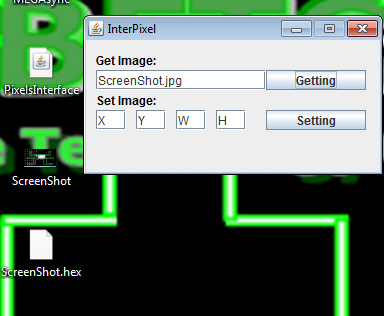 MEGAsync
InterPixel
Get Image:
ScreenShot.jpg
Getting
PixelsInterface
Set Image:
X
Y
W
H
Setting
ScreenShot
ScreenShot.hex